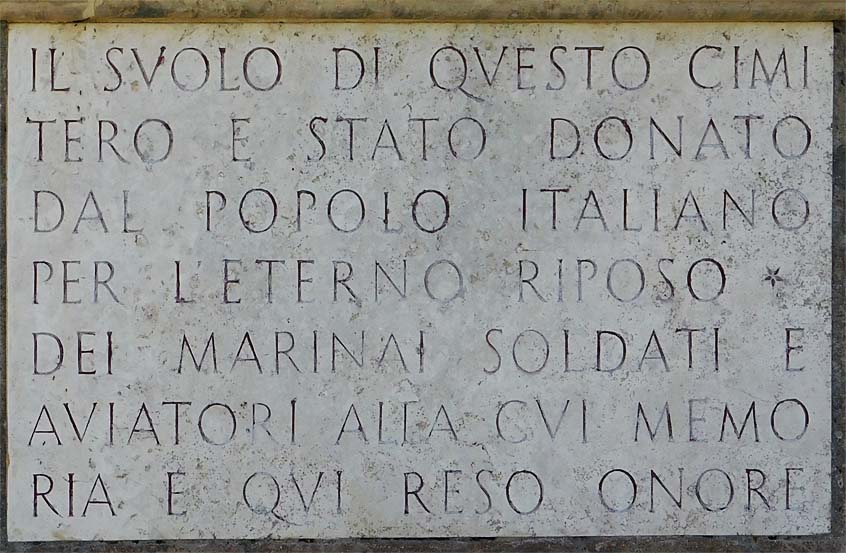 IL SVOLO DI QVESTO CIMI
TERO E STATO DONATO
DAL POPOLO ITALIANO
PER L'ETERNO RIPOSO *
DEI MARINAI SOLDATI E
AVIATORI ALLA CVI MEMO
RIA E QVI RESO ONORE